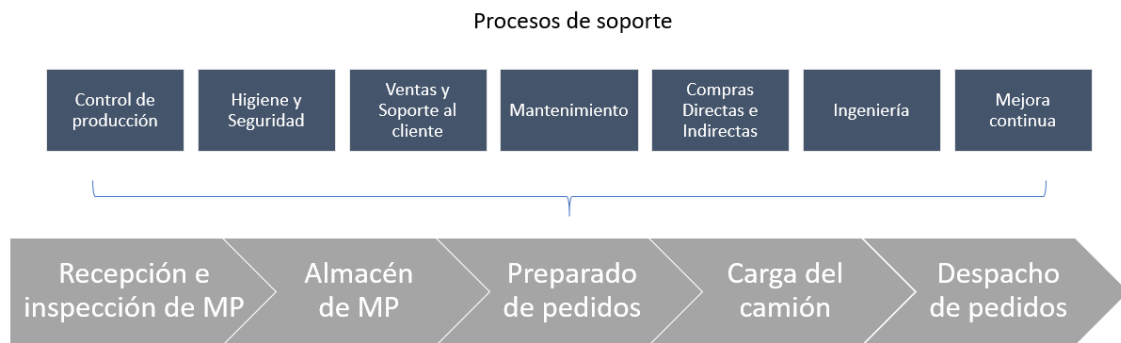 Procesos de soporte
Control de
producción
Higiene y
Seguridad
Ventas y
Soporte al
cliente
Mantenimiento
Compras
Directas e
Indirectas
Ingeniería
Mejora
continua
Recepción e
inspección de MP
Almacén
de MP
Preparado
de pedidos
Carga del
camión
Despacho
de pedidos